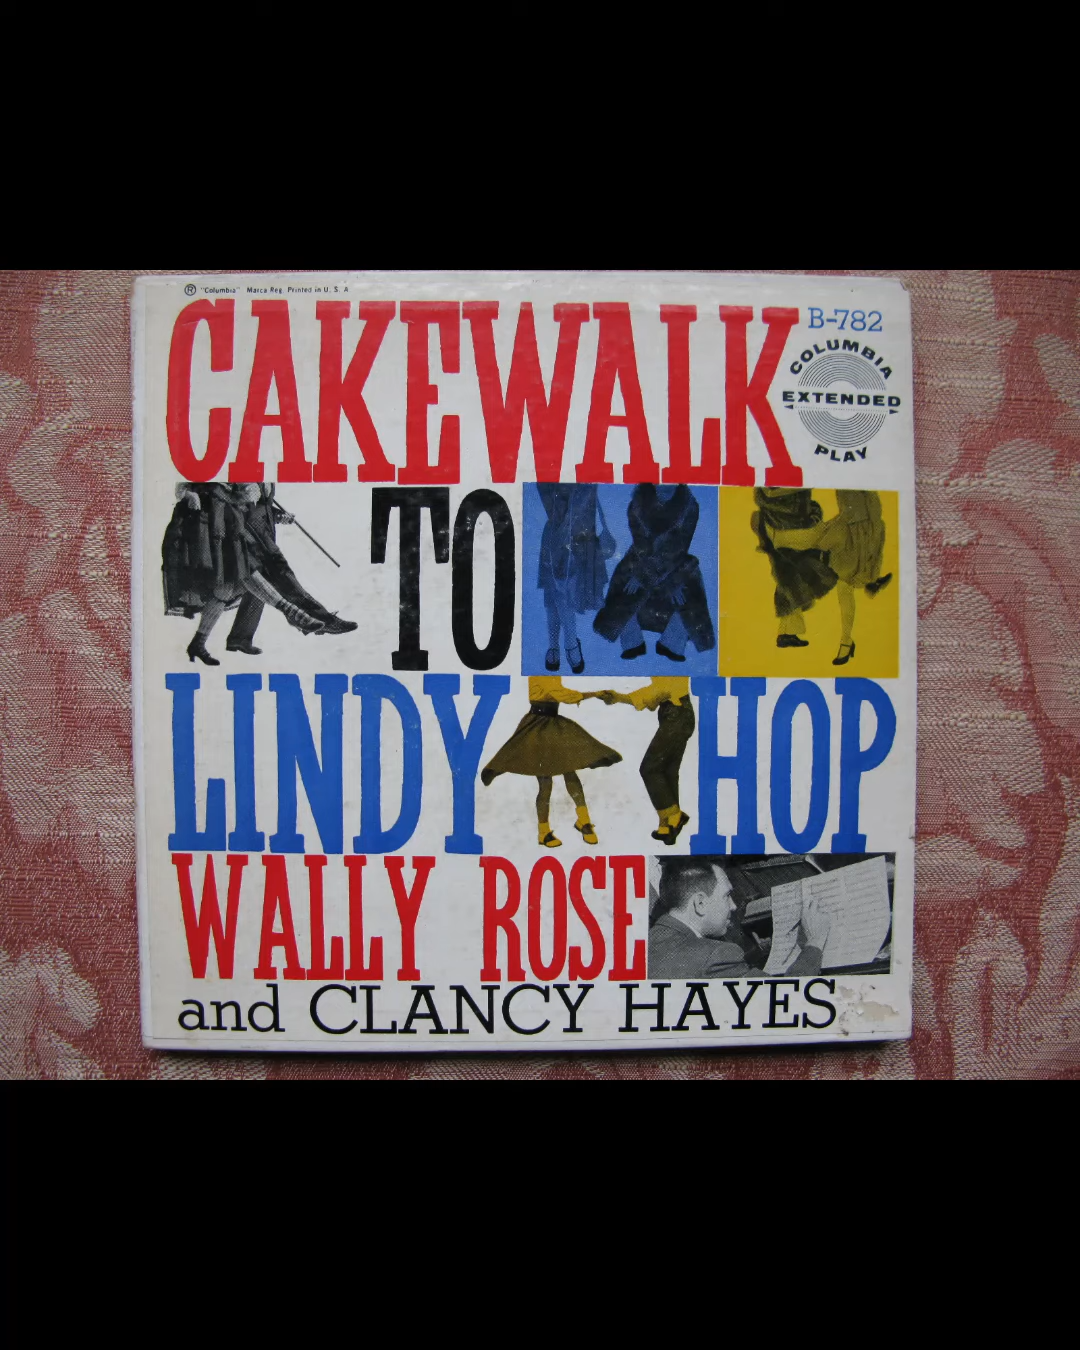 ® "Columbia" Marca Reg. Printed in U. S. A
CAKEWALK
B-782
COLUMBIA
EXTENDED
PLAY
TO
LINDY HOP
WALLY ROSE
and CLANCY HAYES